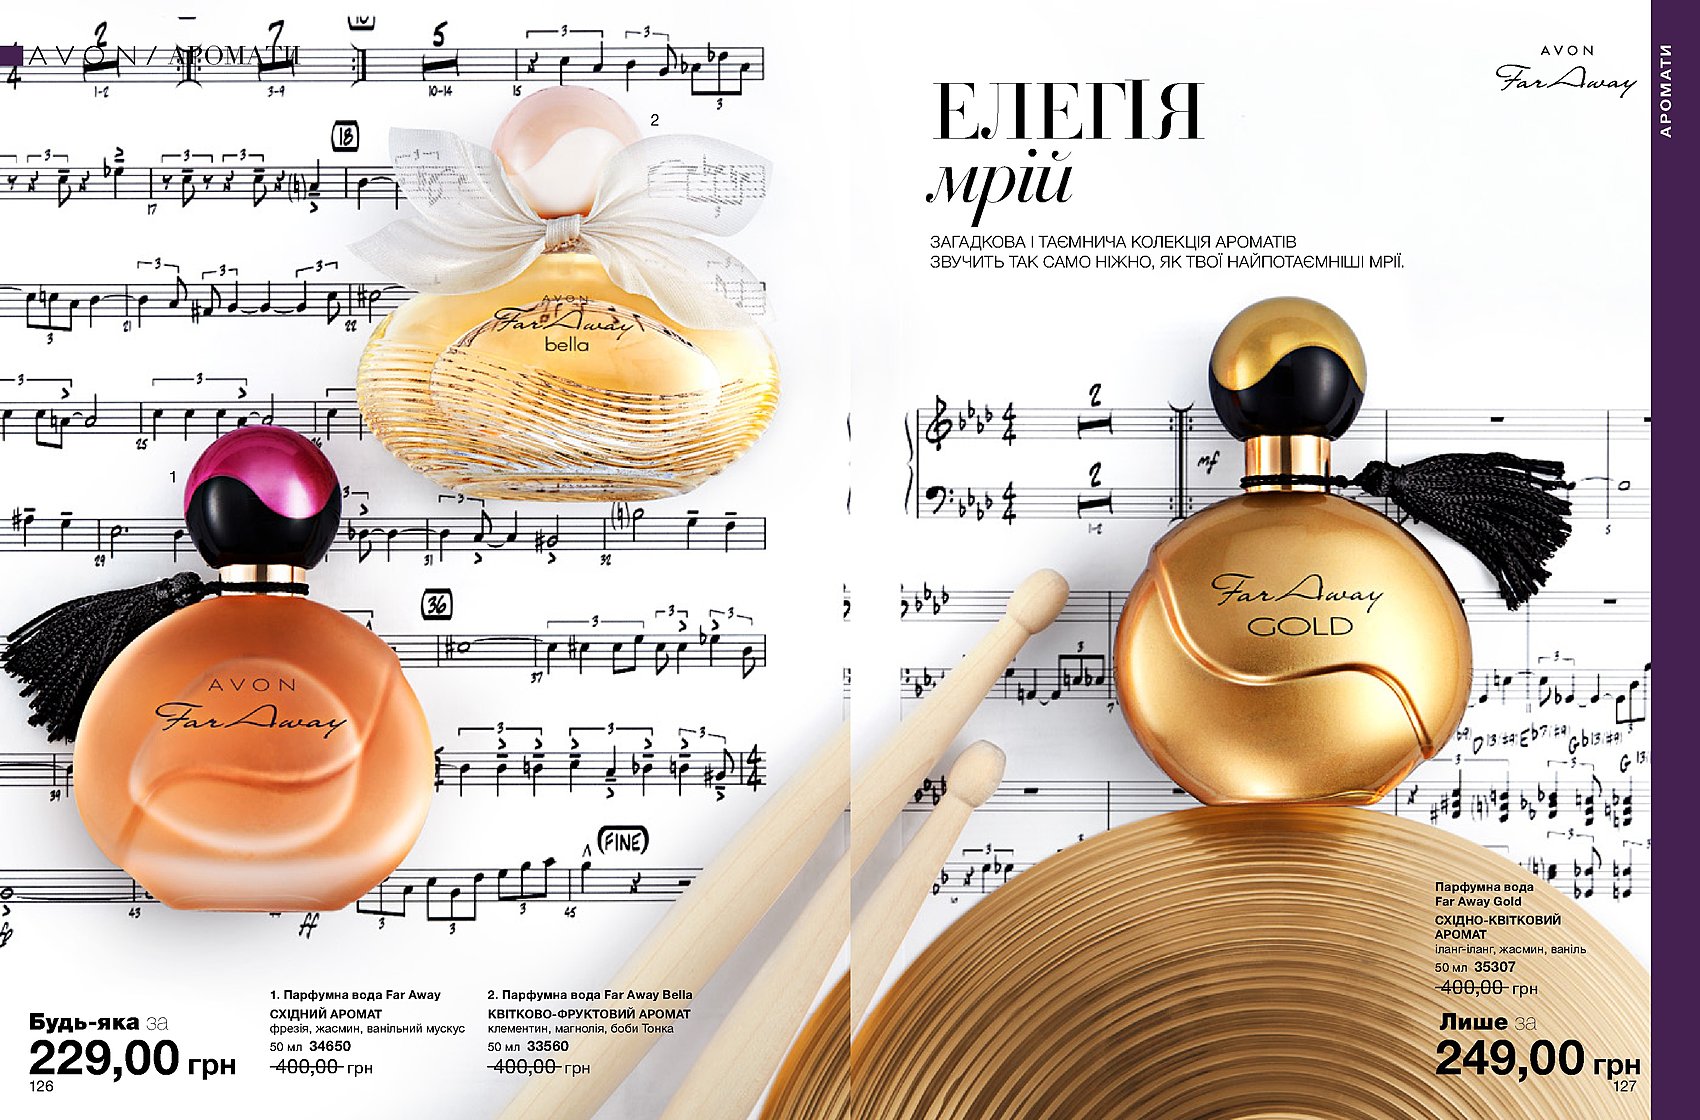 AVON / АРОМАТИ
2
1
AVON
Far Away
bella
AVON
Far Away
18
36
FINE
Будь-яка за
229,00 грн
126
1. Парфумна вода Far Away
СХІДНИЙ АРОМАТ
фрезія, жасмин, ванільний мускус
50 мл 34650
400,00 грн
2. Парфумна вода Far Away Bella
КВІТКОВО-ФРУКТОВИЙ АРОМАТ
клементин, магнолія, боби Тонка
50 мл 33560
400,00 грн
ЕЛЕГІЯ
мрій
ЗАГАДКОВА І ТАЄМНИЧА КОЛЕКЦІЯ АРОМАТІВ
ЗВУЧИТЬ ТАК САМО НІЖНО, ЯК ТВОЇ НАЙПОТАЄМНІШІ МРІЇ.
AVON
Far Away
АРОМАТИ
Far Away
GOLD
Парфумна вода
Far Away Gold
СХІДНО-КВІТКОВИЙ
АРОМАТ
іланг-іланг, жасмин, ваніль
50 мл 35307
400,00 грн
Лише за
249,00 грн
127